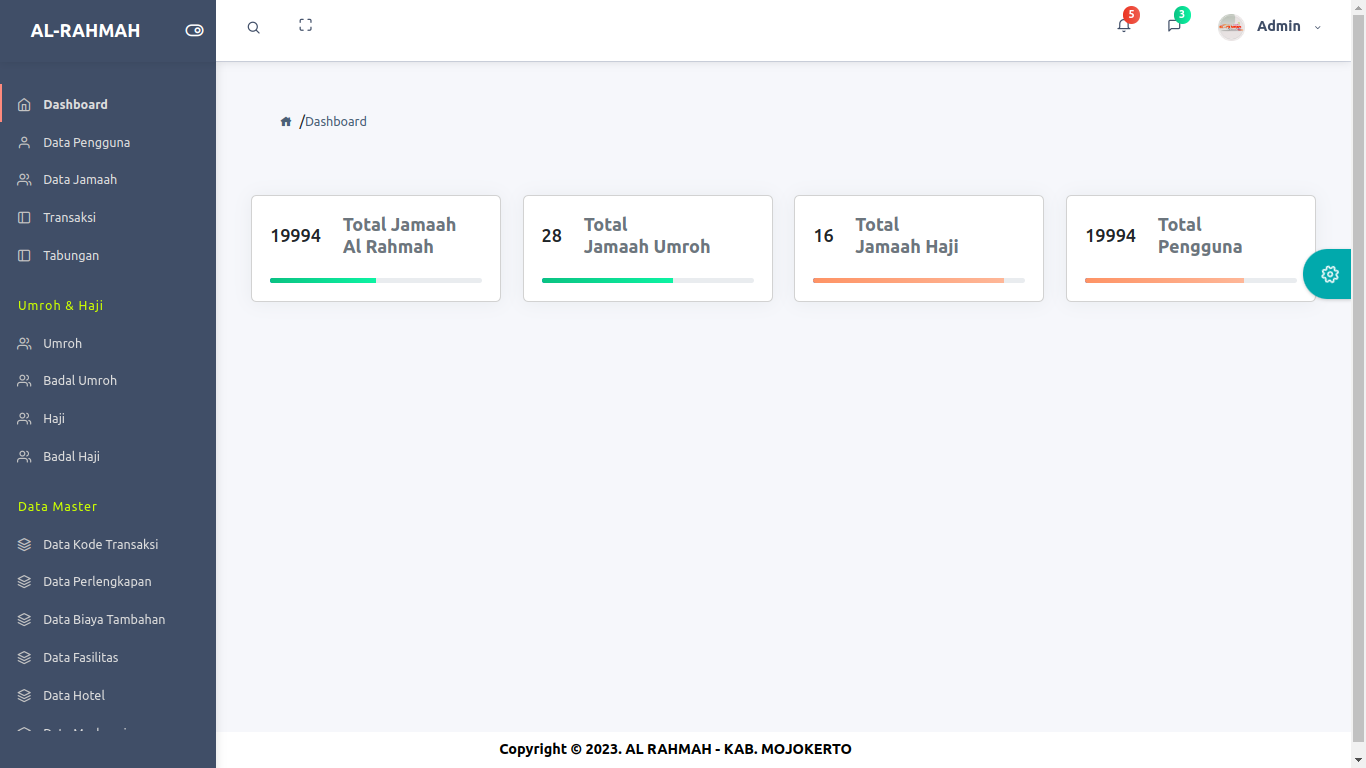 AL-RAHMAH
5
3
Admin
Dashboard
Data Pengguna
Data Jamaah
Transaksi
Tabungan
Umroh & Haji
Umroh
Badal Umroh
Haji
Badal Haji
Data Master
Data Kode Transaksi
Data Perlengkapan
Data Biaya Tambahan
Data Fasilitas
Data Hotel
/Dashboard
19994
Total Jamaah
Al Rahmah
28
Total
Jamaah Umroh
16
Total
Jamaah Haji
19994
Total
Pengguna
Copyright © 2023. AL RAHMAH - KAB. MOJOKERTO